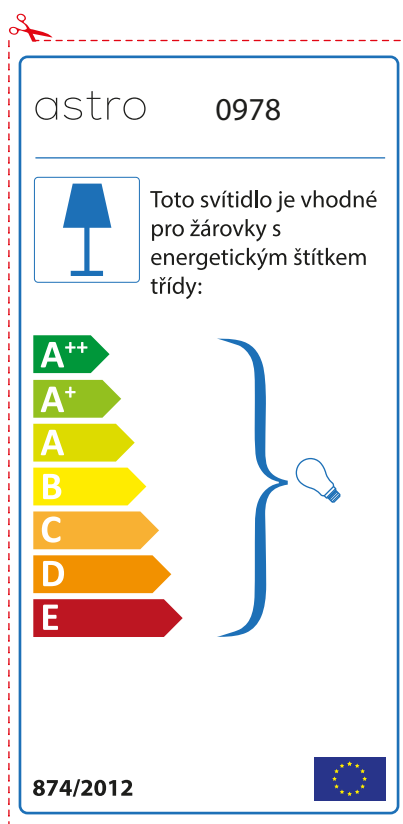 astro 0978
Toto svítidlo je vhodné
pro žárovky s
energetickým štítkem
třídy:
A++
A+
A
B
C
D
E
874/2012